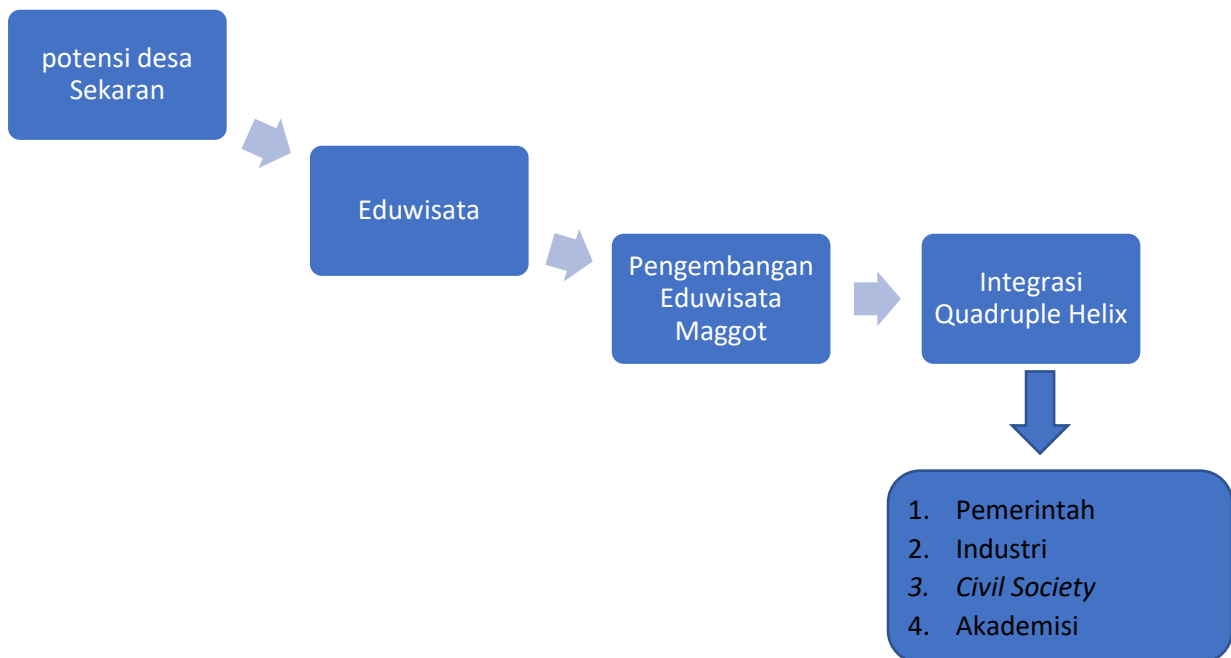 potensi desa
Sekaran
Eduwisata
Pengembangan
Eduwisata
Maggot
Integrasi
Quadruple Helix
1. Pemerintah
2. Industri
3. Civil Society
4. Akademisi